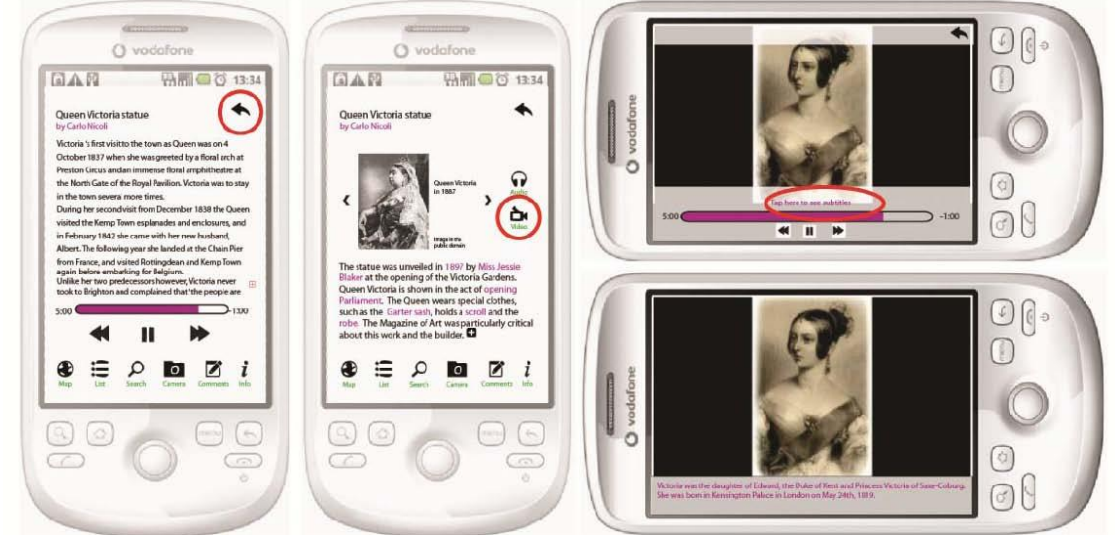 vodafone
13:34
Queen Victoria statue
by Carlo Nicoli
Victoria 's first visit to the town as Queen was on 4
October 1837 when she was greeted by a floral arch at
Preston Circus and an immense floral amphitheatre at
the North Gate of the Royal Pavilion. Victoria was to stay
in the town severa more times.
During her second visit from December 1838 the Queen
visited the Kemp Town esplanades and enclosures, and
in February 1842 she came with her new husband,
Albert. The following year she landed at the Chain Pier
from France, and visited Rottingdean and Kemp Town
again before embarking for Belgium.
Unlike her two predecessors however, Victoria never
took to Brighton and complained that 'the people are
5:00
Map List Search Camera Comments Info
vodafone
13:34
Queen Victoria statue
by Carlo Nicoli
Queen Victoria
in 1887
Image in the
public domain
Audio
Video
The statue was unveiled in 1897 by Miss Jessie
Blaker at the opening of the Victoria Gardens.
Queen Victoria is shown in the act of opening
Parliament. The Queen wears special clothes,
such as the Garter sash, holds a scroll and the
robe. The Magazine of Art was particularly critical
about this work and the builder.
Map List Search Camera Comments Info
menu
vodafone
Tap here to see subtitles
5:00 -1:00
vodafone
Victoria was the daughter of Edward, the Duke of Kent and Princess Victoria of Saxe-Coburg.
She was born in Kensington Palace in London on May 24th, 1819.